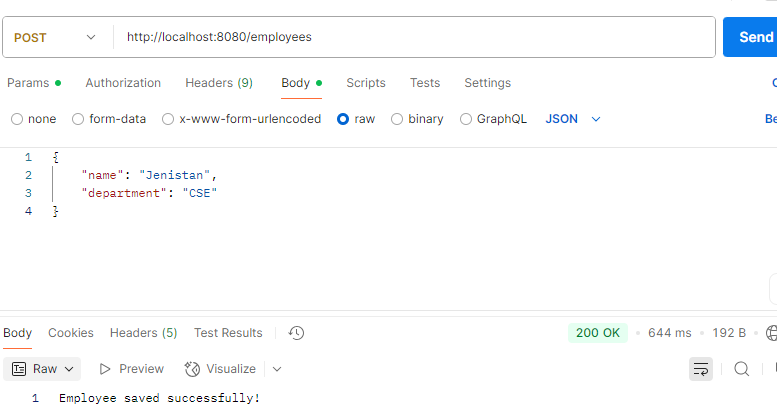 POST http://localhost:8080/employees Send
Params Authorization Headers (9) Body Scripts Tests Settings
none form-data x-www-form-urlencoded raw binary GraphQL JSON Be
1 {
2 "name": "Jenistan",
3 "department": "CSE"
4 }
Body Cookies Headers (5) Test Results 200 OK 644 ms 192 B
Raw Preview Visualize
1 Employee saved successfully!